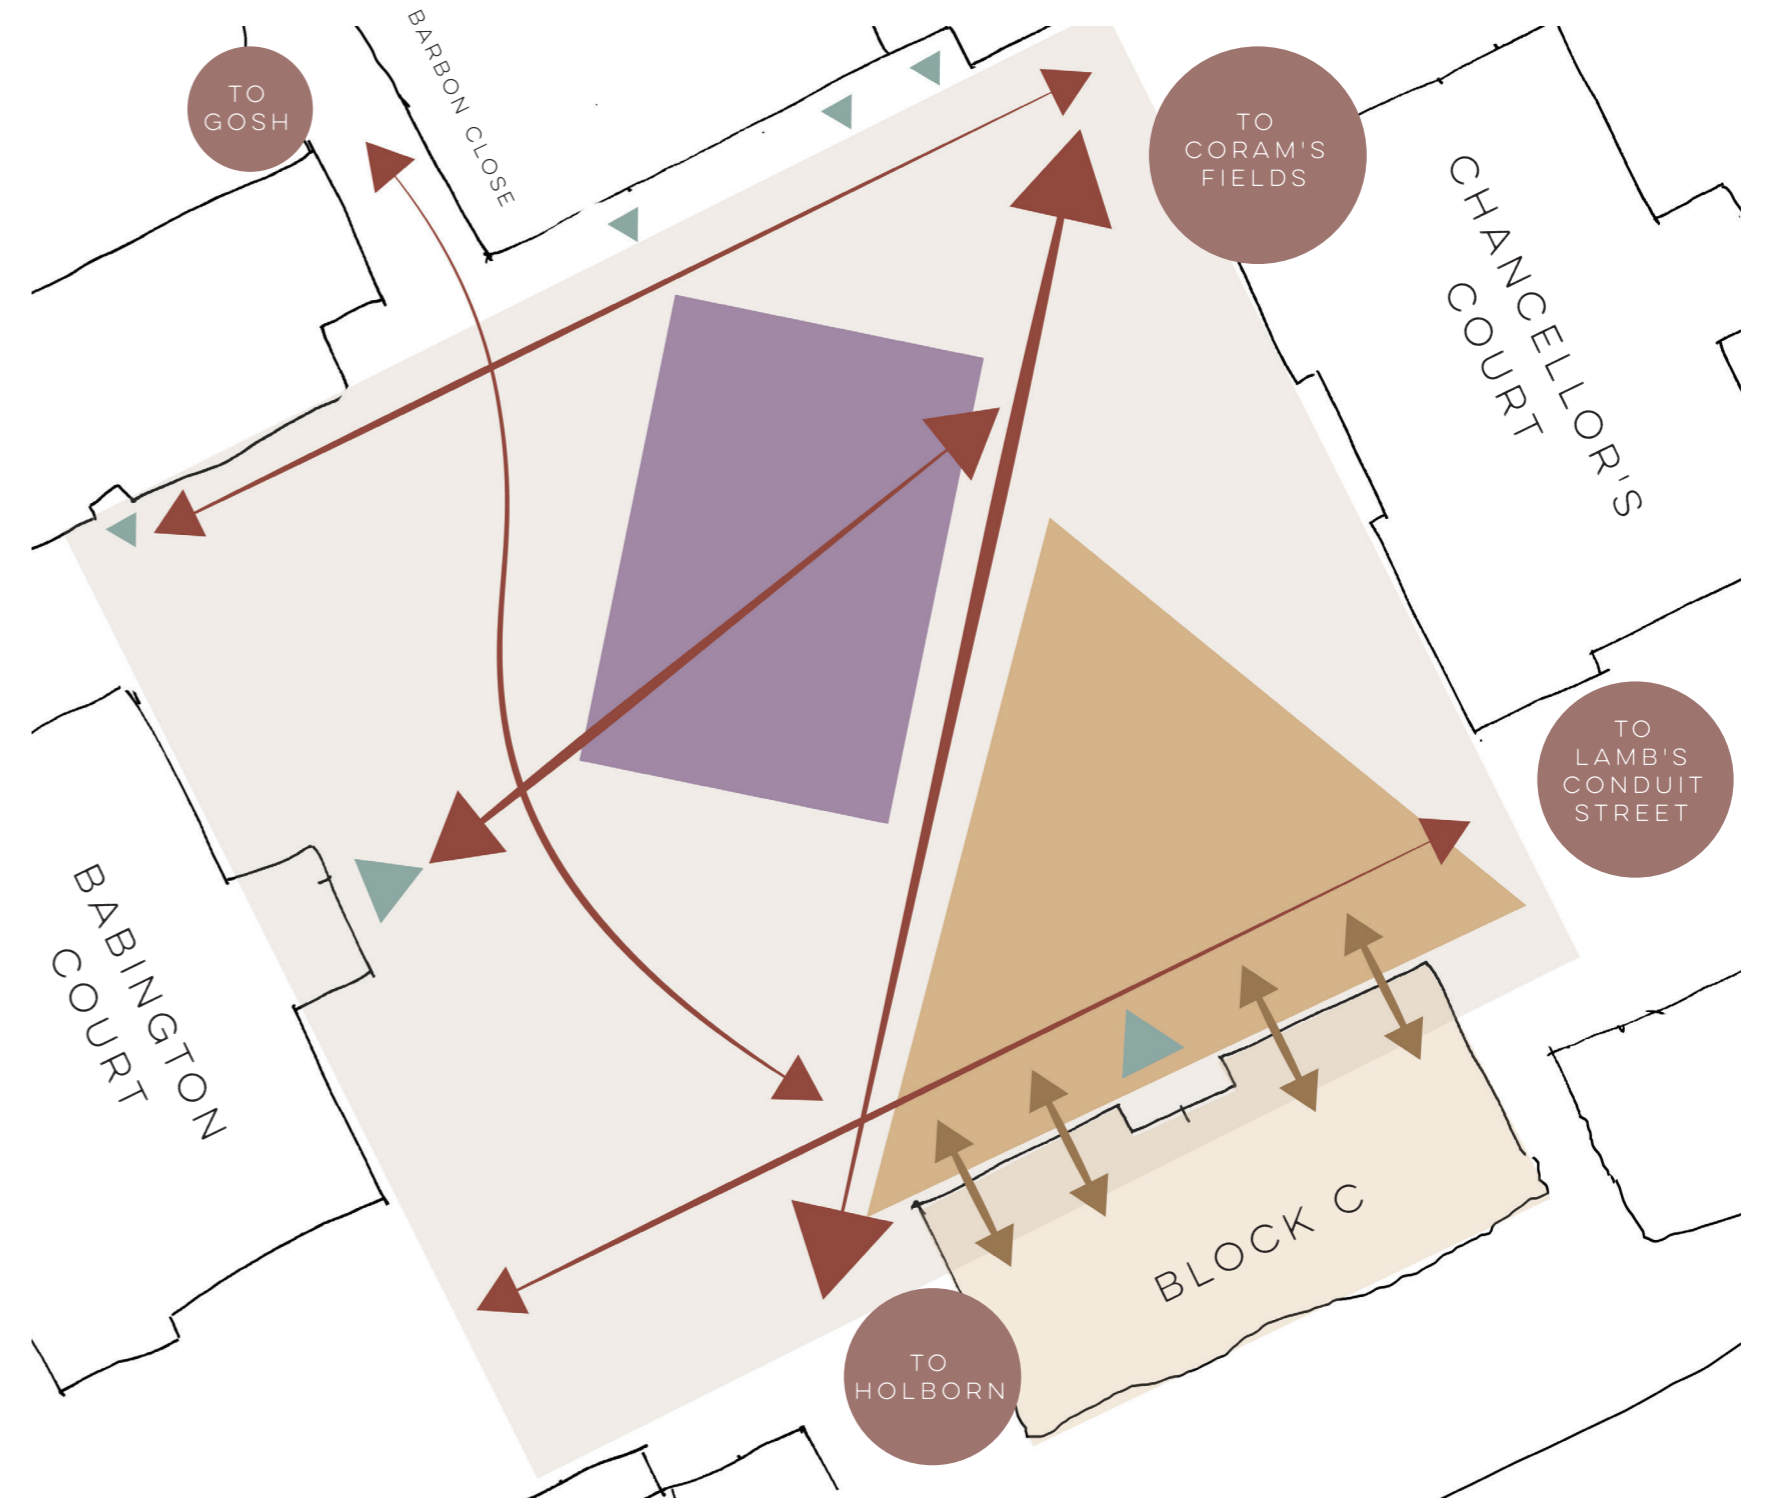 BARBON CLOSE
TO
GOSH
TO
CORAM'S
FIELDS
CHANCELLOR'S
COURT
TO
LAMB'S
CONDUIT
STREET
BABINGTON
COURT
BLOCK C
TO
HOLBORN